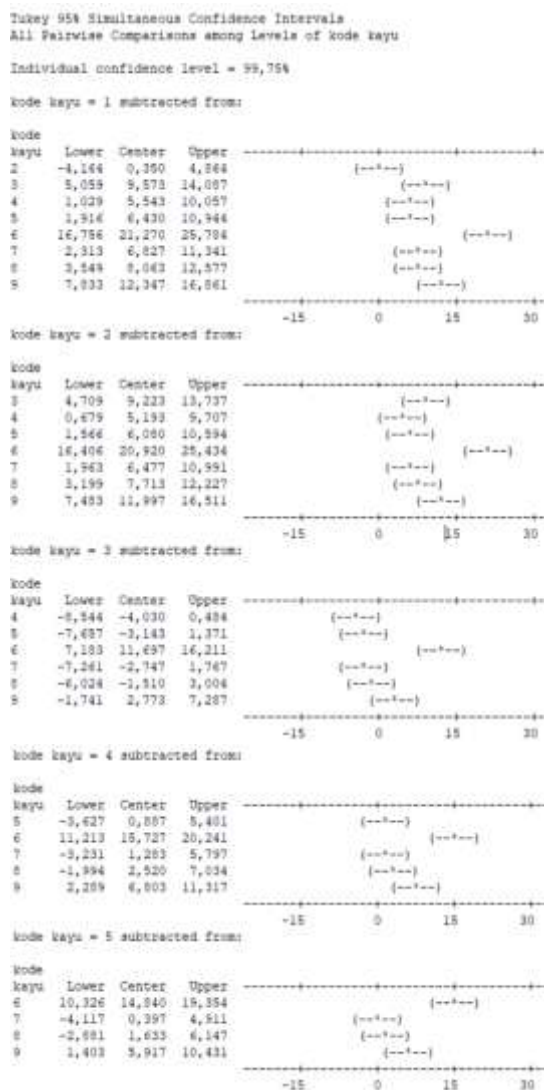 Tukey 95% Simultaneous Confidence Intervals
All Pairwise Comparisons among Levels of kode kayu
Individual confidence level = 99,75%
kode kayu = 1 subtracted from:
kode
kayu Lower Center Upper --------+---------+---------+---------+-
2 -4,164 0,350 4,864 (--*--)
3 5,059 9,573 14,087 (--*--)
4 1,029 5,543 10,057 (--*--)
5 1,916 6,430 10,944 (--*--)
6 16,756 21,270 25,784 (--*--)
7 2,313 6,827 11,341 (--*--)
8 3,549 8,063 12,577 (--*--)
9 7,833 12,347 16,861 (--*--)
--------+---------+---------+---------+-
-15 0 15 30
kode kayu = 2 subtracted from:
kode
kayu Lower Center Upper --------+---------+---------+---------+-
3 4,709 9,223 13,737 (--*--)
4 0,679 5,193 9,707 (--*--)
5 1,566 6,080 10,594 (--*--)
6 16,406 20,920 25,434 (--*--)
7 1,963 6,477 10,991 (--*--)
8 3,199 7,713 12,227 (--*--)
9 7,483 11,997 16,511 (--*--)
--------+---------+---------+---------+-
-15 0 15 30
kode kayu = 3 subtracted from:
kode
kayu Lower Center Upper --------+---------+---------+---------+-
4 -8,544 -4,030 0,484 (--*--)
5 -7,657 -3,143 1,371 (--*--)
6 7,183 11,697 16,211 (--*--)
7 -7,261 -2,747 1,767 (--*--)
8 -6,024 -1,510 3,004 (--*--)
9 -1,741 2,773 7,287 (--*--)
--------+---------+---------+---------+-
-15 0 15 30
kode kayu = 4 subtracted from:
kode
kayu Lower Center Upper --------+---------+---------+---------+-
5 -3,627 0,887 5,401 (--*--)
6 11,213 15,727 20,241 (--*--)
7 -3,231 1,283 5,797 (--*--)
8 -1,994 2,520 7,034 (--*--)
9 2,289 6,803 11,317 (--*--)
--------+---------+---------+---------+-
-15 0 15 30
kode kayu = 5 subtracted from:
kode
kayu Lower Center Upper --------+---------+---------+---------+-
6 10,326 14,840 19,354 (--*--)
7 -4,117 0,397 4,911 (--*--)
8 -2,881 1,633 6,147 (--*--)
9 1,403 5,917 10,431 (--*--)
--------+---------+---------+---------+-
-15 0 15 30